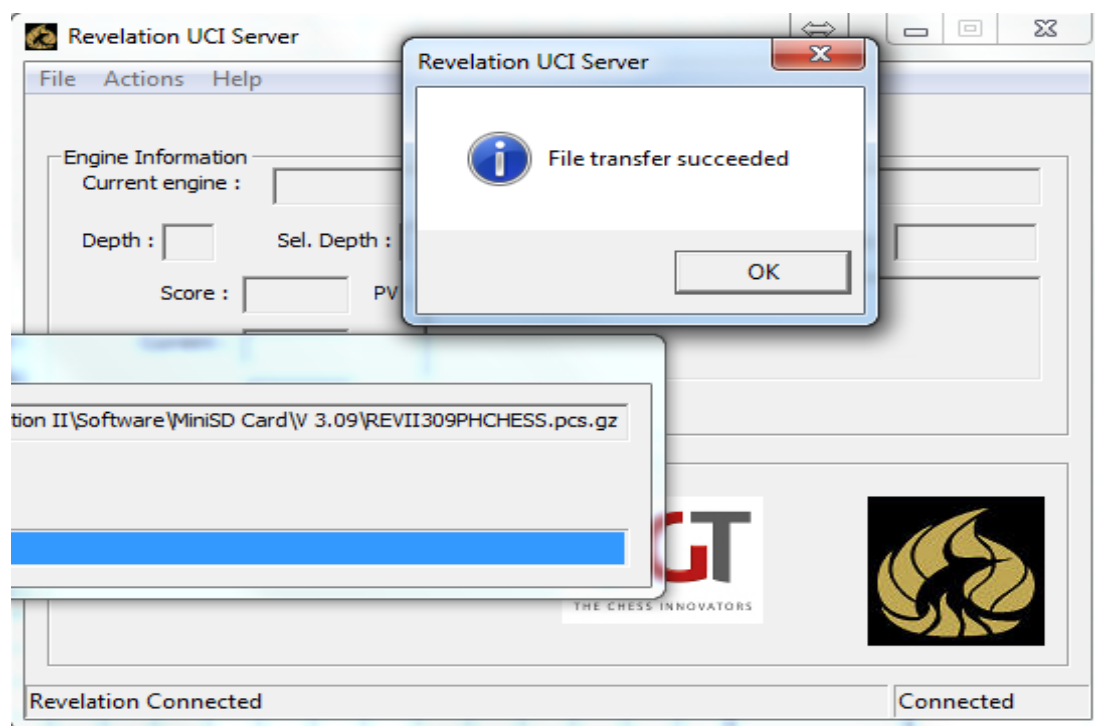 Revelation UCI Server
File Actions Help
Revelation UCI Server
File transfer succeeded
OK
Engine Information
Current engine :
Depth :
Sel. Depth :
Score :
PV
tion II\Software\MiniSD Card\V 3.09\REVII309PHCHESS.pcs.gz
GT
THE CHESS INNOVATORS
Revelation Connected
Connected